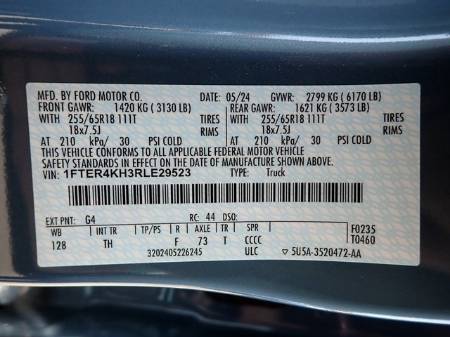 MFD. BY FORD MOTOR CO. 05/24 GVWR: 2799 KG ( 6170 LB)
FRONT GAWR: 1420 KG ( 3130 LB) REAR GAWR: 1621 KG ( 3573 LB)
WITH 255/65R18 111T TIRES WITH 255/65R18 111T TIRES
18x7.5J RIMS 18x7.5J RIMS
AT 210 kPa/ 30 PSI COLD AT 210 kPa/ 30 PSI COLD
THIS VEHICLE CONFORMS TO ALL APPLICABLE FEDERAL MOTOR VEHICLE
SAFETY STANDARDS IN EFFECT ON THE DATE OF MANUFACTURE SHOWN ABOVE.
VIN: 1FTER4KH3RLE29523 TYPE: Truck
EXT PNT: G4 RC: 44 DSO: F0235
WB INT TR TP/PS R AXLE TR SPR T0460
128 TH F 73 T CCCC
3202405226245 ULC 5U5A-3520472-AA